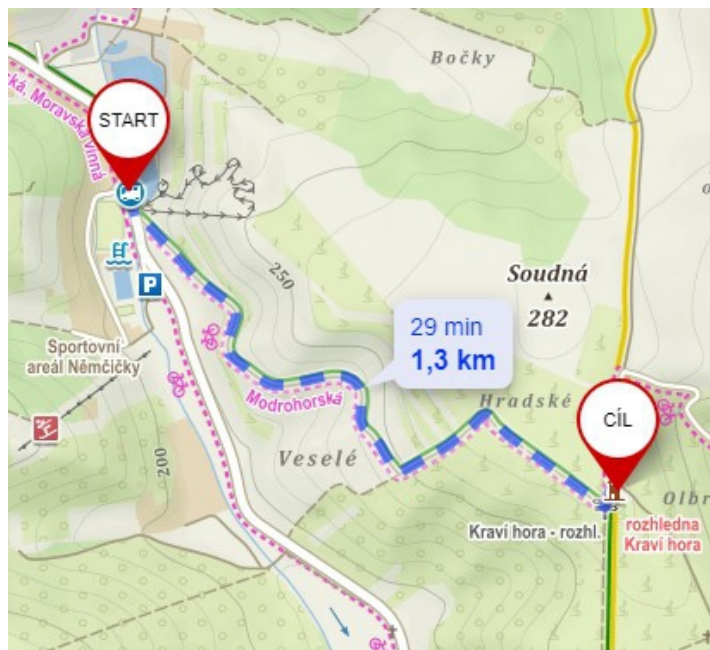 Bočky
START
ská. Moravská vinná
250
Soudná
282
P
29 min
1,3 km
Sportovní
areál Němčičky
Modrohorská
Hradské
CÍL
Veselé
200
Olbr
Kraví hora - rozhl.
rozhledna
Kraví hora